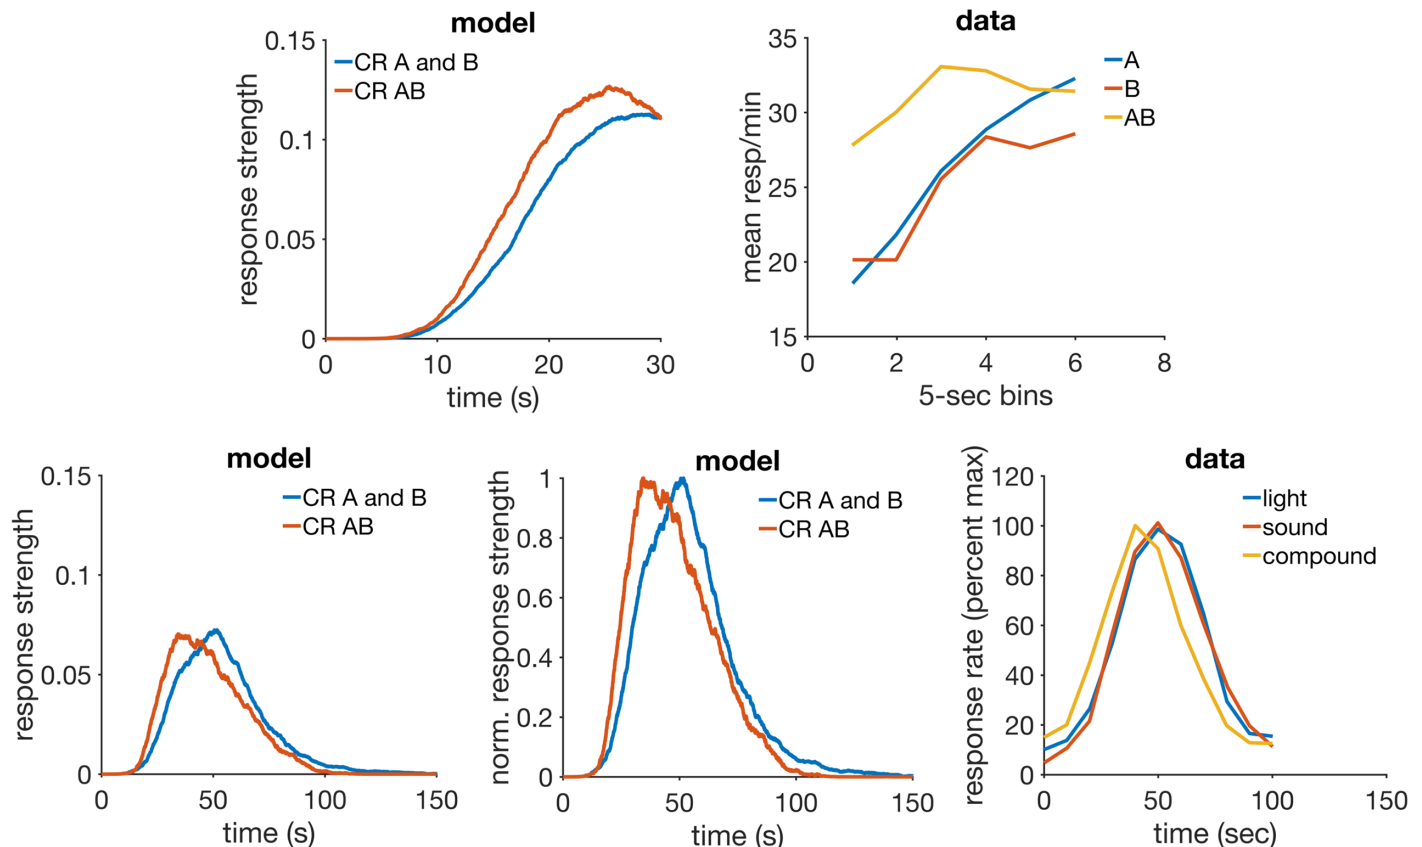 model
0.15
0.1
0.05
0
response strength
CR A and B
CR AB
0 10 20 30
time (s)
data
35
30
25
20
15
mean resp/min
A
B
AB
0 2 4 6 8
5-sec bins
model
0.15
0.1
0.05
0
response strength
CR A and B
CR AB
0 50 100 150
time (s)
model
1
0.8
0.6
0.4
0.2
0
norm. response strength
CR A and B
CR AB
0 50 100 150
time (s)
data
120
100
80
60
40
20
0
response rate (percent max)
light
sound
compound
0 50 100 150
time (sec)